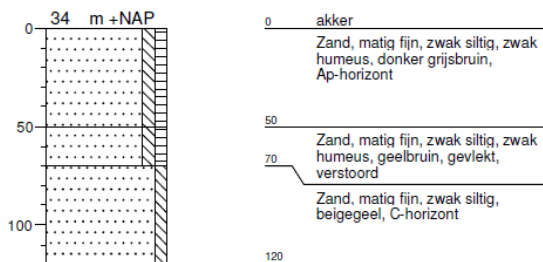 34 m +NAP
0
50
100
0 akker
Zand, matig fijn, zwak siltig, zwak
humeus, donker grijsbruin,
Ap-horizont
50
Zand, matig fijn, zwak siltig, zwak
humeus, geelbruin, gevlekt,
verstoord
70
Zand, matig fijn, zwak siltig,
beigegeel, C-horizont
120